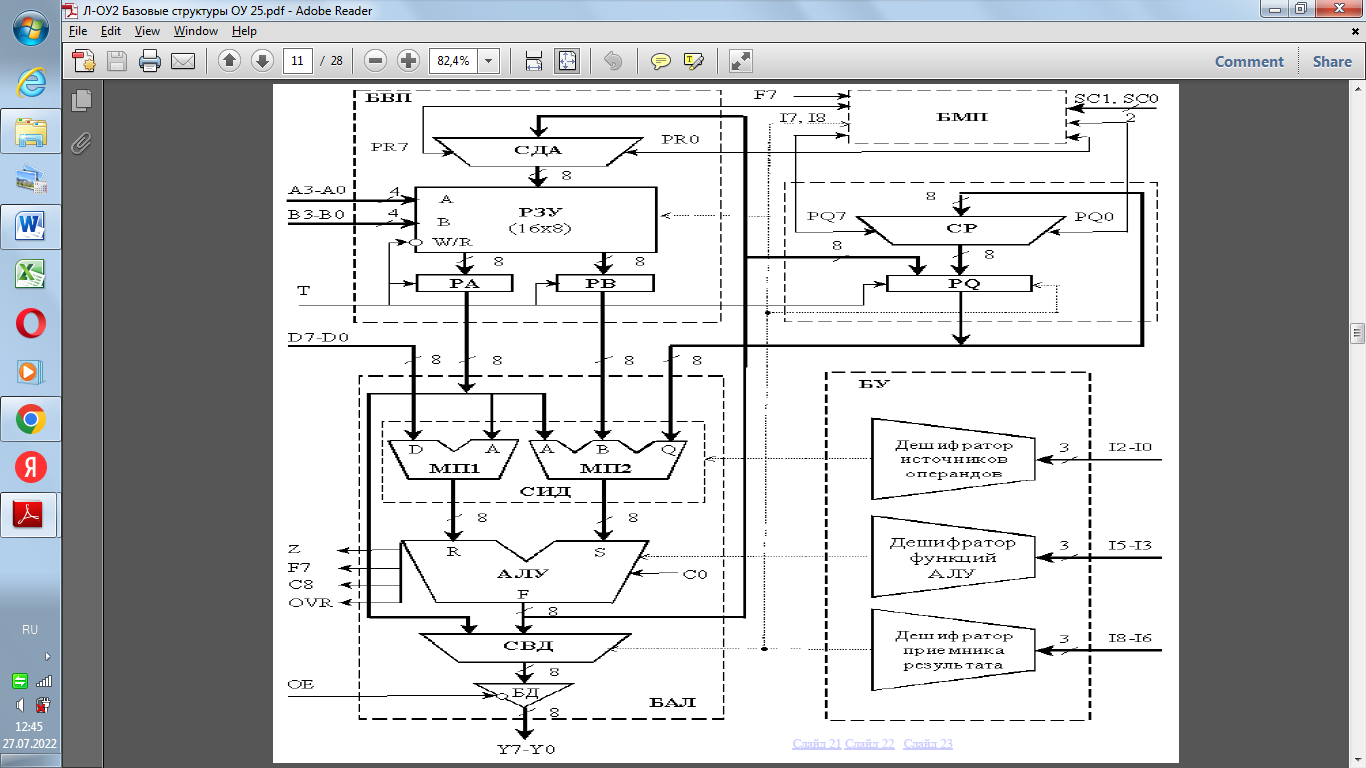 Л-ОУ2 Базовые структуры ОУ 25.pdf - Adobe Reader
File Edit View Window Help
11 / 28 82,4% Comment Share
БВП
F7
SC1, SC0
I7, I8
БМП
2
PR7
СДА
PR0
8
A3-A0
4
A
B3-B0
4
B
РЗУ
(16x8)
W/R
8
PQ7
СР
PQ0
8
8
8
8
РА
РВ
PQ
T
D7-D0
8
8
8
8
БУ
D
A
A
B
Q
МП1
МП2
СИД
Дешифратор
источников
операндов
3
I2-I0
8
8
R
S
АЛУ
F
C0
8
Z
F7
C8
OVR
Дешифратор
функций
АЛУ
3
I5-I3
СВД
8
Дешифратор
приемника
результата
3
I8-I6
OE
БД
8
БАЛ
Y7-Y0
Слайд 21 Слайд 22 Слайд 23
RU
12:45
27.07.2022